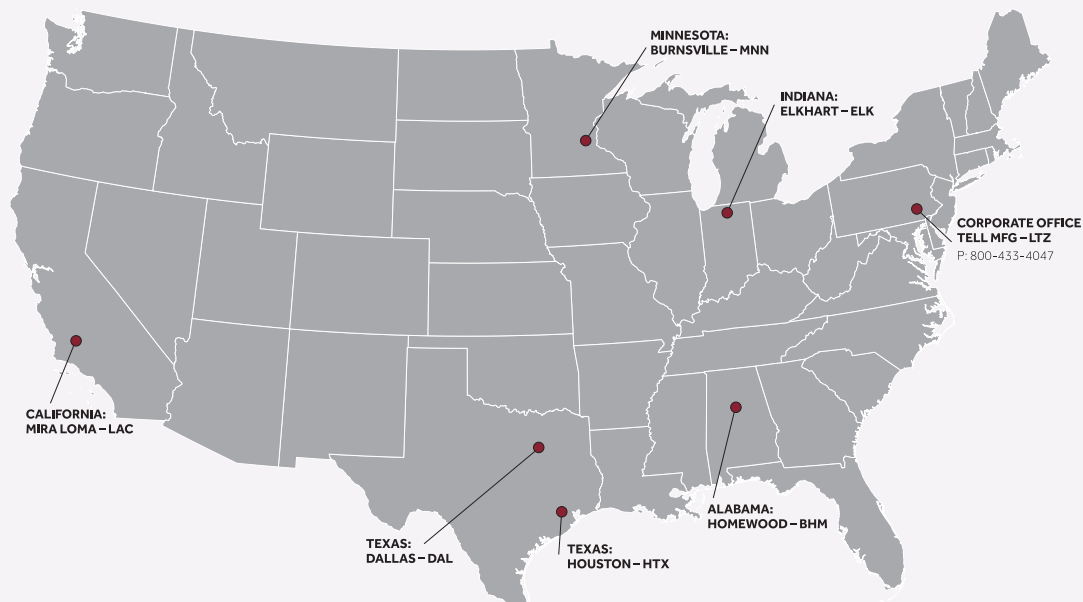 MINNESOTA:
BURNSVILLE – MNN
INDIANA:
ELKHART – ELK
CORPORATE OFFICE
TELL MFG – LTZ
P: 800-433-4047
CALIFORNIA:
MIRA LOMA – LAC
TEXAS:
DALLAS – DAL
TEXAS:
HOUSTON – HTX
ALABAMA:
HOMEWOOD – BHM